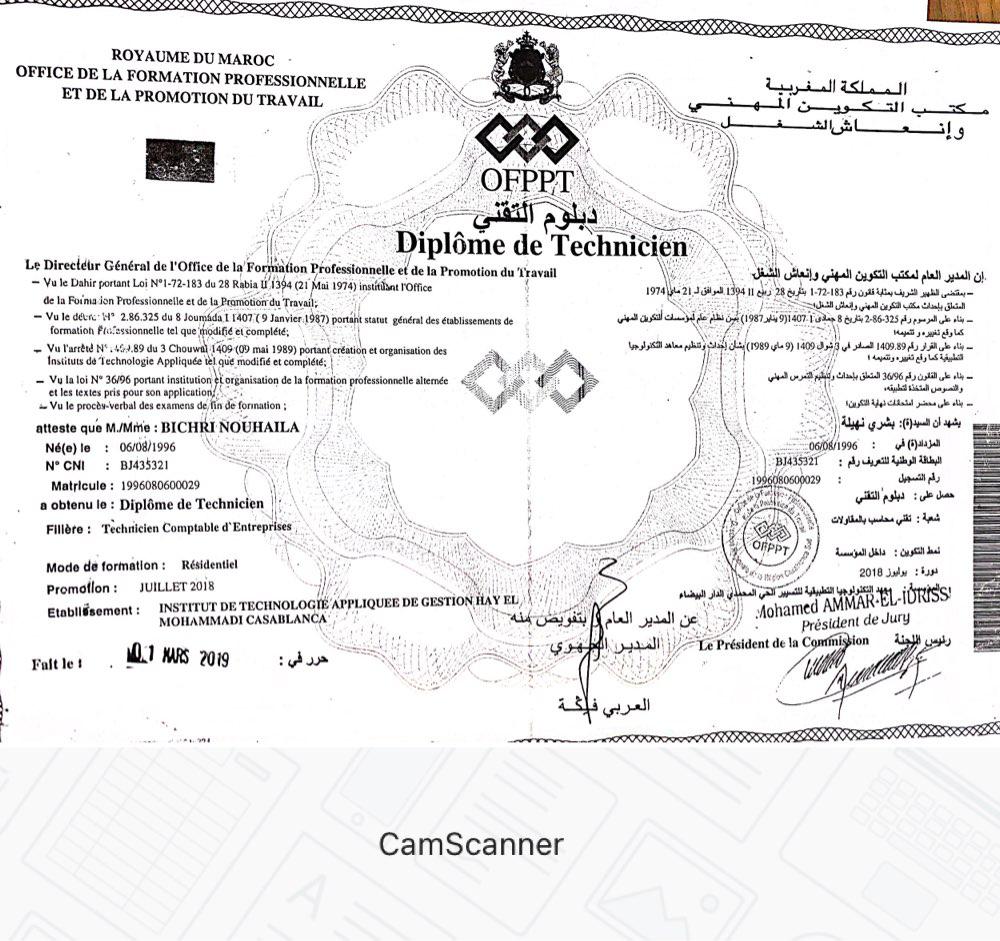 ROYAUME DU MAROC
OFFICE DE LA FORMATION PROFESSIONNELLE
ET DE LA PROMOTION DU TRAVAIL
المملكة المغربية
مكتب التكوين المهني
وإنعاش الشغل
OFPPT
دبلوم التقني
Diplôme de Technicien
Le Directeur Général de l'Office de la Formation Professionnelle et de la Promotion du Travail
– Vu le Dahir portant Loi N°1-72-183 du 28 Rabia II 1394 (21 Mai 1974) instituant l'Office
de la Formation Professionnelle et de la Promotion du Travail;
– Vu le décret N° 2.86.325 du 8 Joumada I 1407 ( 9 Janvier 1987) portant statut général des établissements de
formation Professionnelle tel que modifié et complété;
– Vu l'arrêté N° .89 du 3 Chouwal 1409 (09 mai 1989) portant création et organisation des
Instituts de Technologie Appliquée tel que modifié et complété;
– Vu la loi N° 36/96 portant institution et organisation de la formation professionnelle alternée
et les textes pris pour son application;
– Vu le procès-verbal des examens de fin de formation ;
atteste que M./Mme : BICHRI NOUHAILA
Né(e) le : 06/08/1996
N° CNI : BJ435321
Matricule : 1996080600029
a obtenu le : Diplôme de Technicien
Fillère : Technicien Comptable d'Entreprises
Mode de formation : Résidentiel
Promotion : JUILLET 2018
Etablissement : INSTITUT DE TECHNOLOGIE APPLIQUEE DE GESTION HAY EL
MOHAMMADI CASABLANCA
Fait le : 01 MARS 2019 حرر في :
إن المدير العام لمكتب التكوين المهني وإنعاش الشغل
– بمقتضى الظهير الشريف بمثابة قانون رقم 183-72-1 بتاريخ 28 ربيع II 1394 الموافق لـ 21 ماي 1974
المتعلق بإحداث مكتب التكوين المهني وإنعاش الشغل؛
– بناء على المرسوم رقم 325-86-2 بتاريخ 8 جمادى I 1407 (9 يناير 1987) بسن نظام عام لمؤسسات التكوين المهني
كما وقع تغييره و تتميمه؛
– بناء على القرار رقم 1409.89 الصادر في 3 شوال 1409 (9 ماي 1989) بشأن إحداث وتنظيم معاهد التكنولوجيا
التطبيقية كما وقع تغييره وتتميمه ؛
– بناء على القانون رقم 36/96 المتعلق بإحداث وتنظيم التمرس المهني
والنصوص المتخذة لتطبيقه،
– بناء على محضر امتحانات نهاية التكوين؛
يشهد أن السيد(ة): بشري نهيلة
المزداد(ة) في : 06/08/1996
البطاقة الوطنية للتعريف رقم : BJ435321
رقم التسجيل : 1996080600029
حصل على : دبلوم التقني
شعبة : تقني محاسب بالمقاولات
نمط التكوين : داخل المؤسسة
دورة : يوليوز 2018
التكنولوجيا التطبيقية للتسيير الحي المحمدي الدار البيضاء
OFPPT
عن المدير العام و بتفويض منه
المدير الجهوي
العربي
Mohamed AMMAR-EL-IDRISSI
Président de Jury
Le Président de la Commission رئيس اللجنة
CamScanner